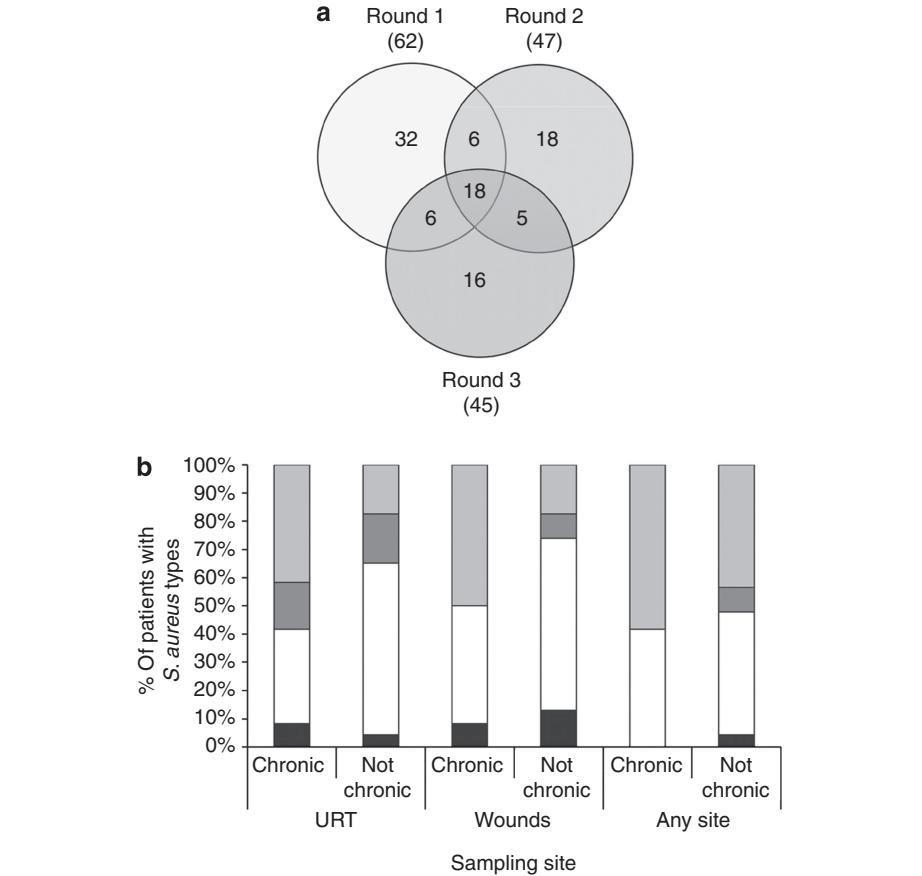 a
Round 1 Round 2
(62) (47)
32 6 18
18
6 5
16
Round 3
(45)
b
% Of patients with
S. aureus types
100%
90%
80%
70%
60%
50%
40%
30%
20%
10%
0%
Chronic Not chronic Chronic Not chronic Chronic Not chronic
URT Wounds Any site
Sampling site